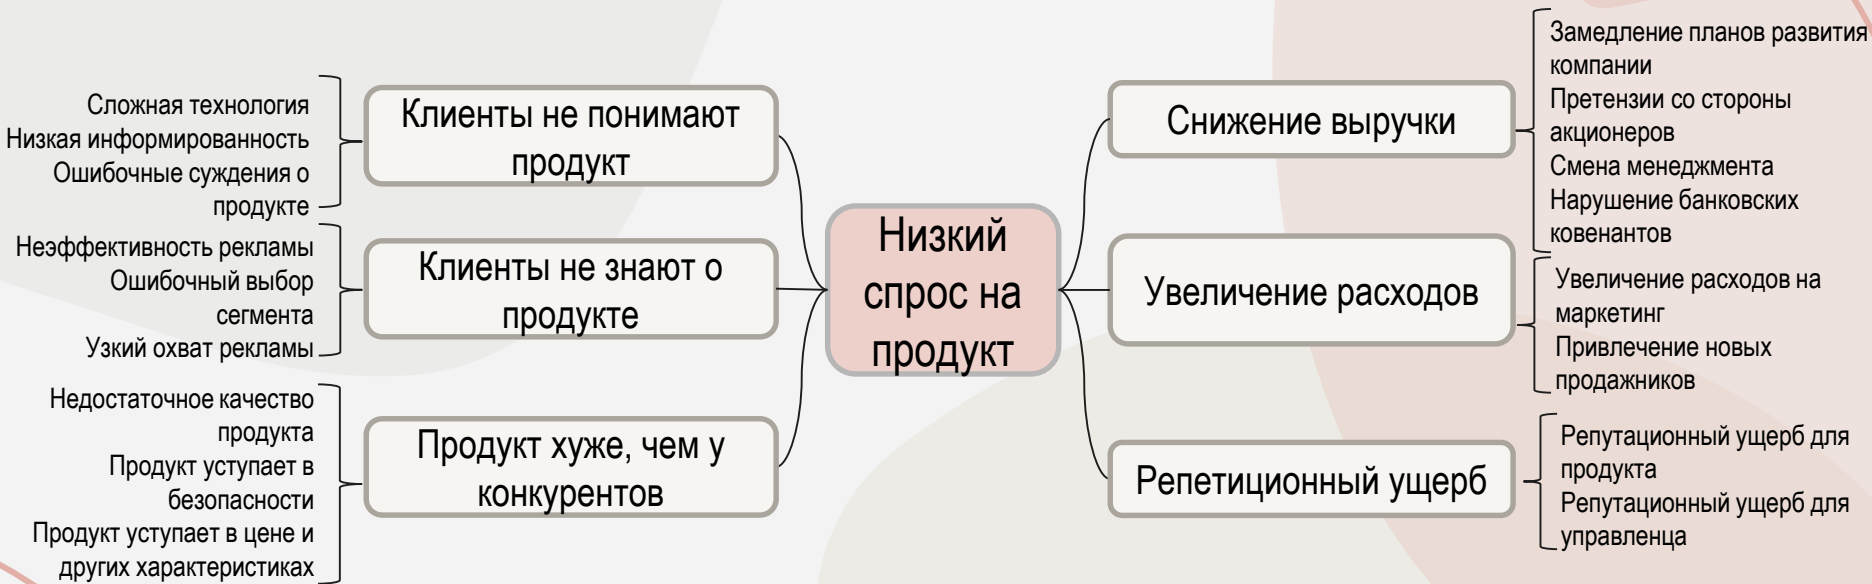 Сложная технология
Низкая информированность
Ошибочные суждения о
продукте
Клиенты не понимают
продукт
Неэффективность рекламы
Ошибочный выбор
сегмента
Узкий охват рекламы
Клиенты не знают о
продукте
Недостаточное качество
продукта
Продукт уступает в
безопасности
Продукт уступает в цене и
других характеристиках
Продукт хуже, чем у
конкурентов
Низкий
спрос на
продукт
Снижение выручки
Замедление планов развития
компании
Претензии со стороны
акционеров
Смена менеджмента
Нарушение банковских
ковенантов
Увеличение расходов
Увеличение расходов на
маркетинг
Привлечение новых
продажников
Репетиционный ущерб
Репутационный ущерб для
продукта
Репутационный ущерб для
управленца